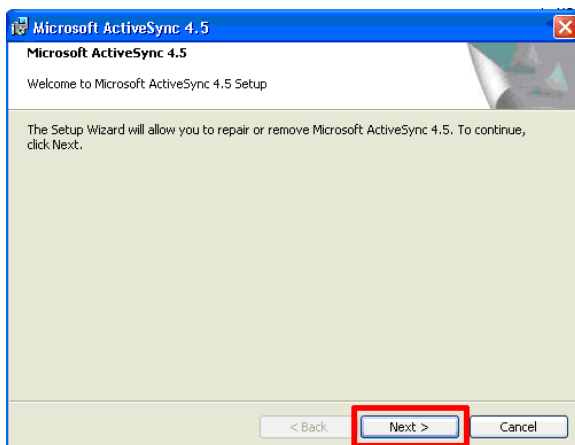 Microsoft ActiveSync 4.5
Microsoft ActiveSync 4.5
Welcome to Microsoft ActiveSync 4.5 Setup
The Setup Wizard will allow you to repair or remove Microsoft ActiveSync 4.5. To continue,
click Next.
< Back Next > Cancel